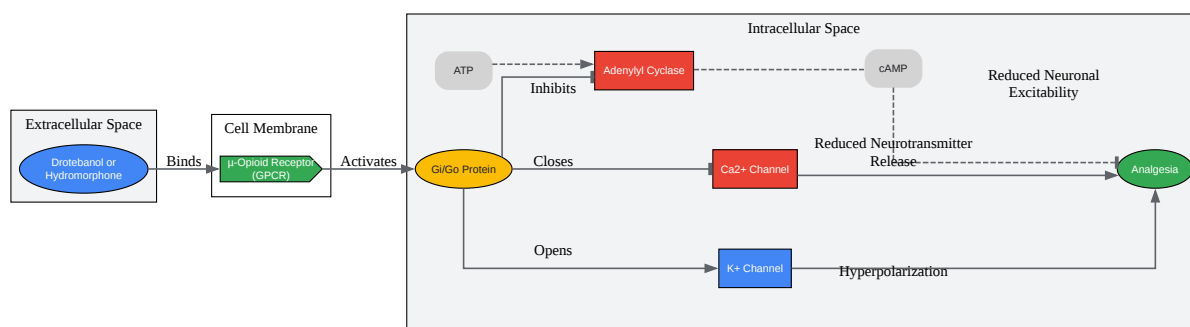 Intracellular Space
ATP
Adenylyl Cyclase
cAMP
Reduced Neuronal
Excitability
Inhibits
Extracellular Space
Drotebanol or
Hydromorphone
Binds
Cell Membrane
µ-Opioid Receptor
(GPCR)
Activates
Gi/Go Protein
Closes
Ca2+ Channel
Reduced Neurotransmitter
Release
Analgesia
Opens
K+ Channel
Hyperpolarization